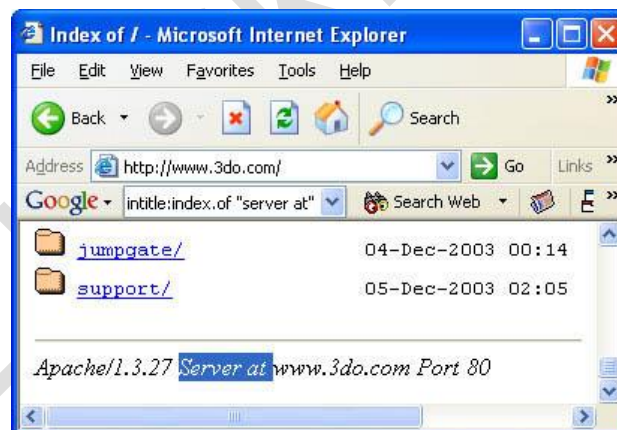 Index of / - Microsoft Internet Explorer
File Edit View Favorites Tools Help
Back Search »
Address http://www.3do.com/ Go Links »
Google intitle:index.of "server at" Search Web E »
jumpgate/ 04-Dec-2003 00:14
support/ 05-Dec-2003 02:05
Apache/1.3.27 Server at www.3do.com Port 80